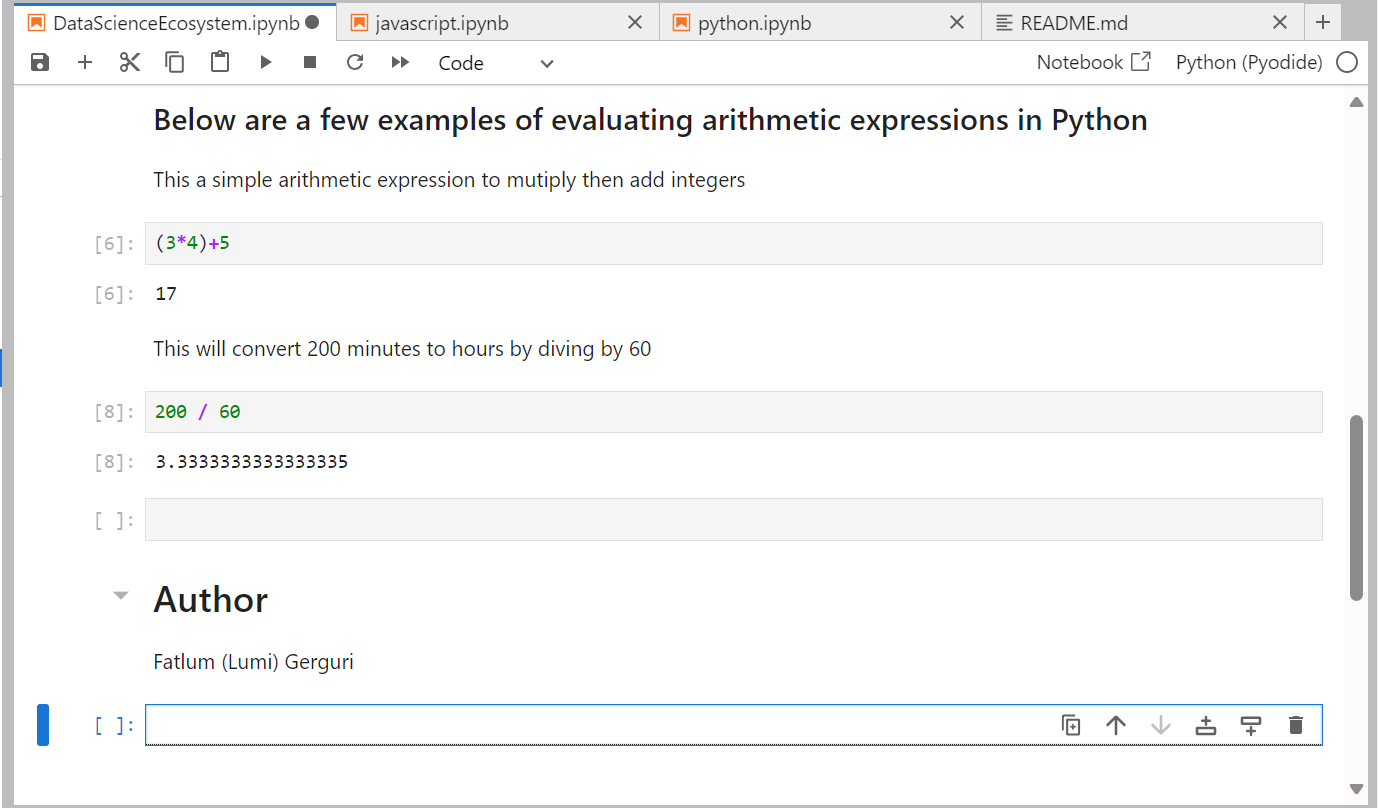 DataScienceEcosystem.ipynb javascript.ipynb python.ipynb README.md
Code Notebook Python (Pyodide)
Below are a few examples of evaluating arithmetic expressions in Python
This a simple arithmetic expression to mutiply then add integers
[6]: (3*4)+5
[6]: 17
This will convert 200 minutes to hours by diving by 60
[8]: 200 / 60
[8]: 3.3333333333333335
[ ]:
Author
Fatlum (Lumi) Gerguri
[ ]: